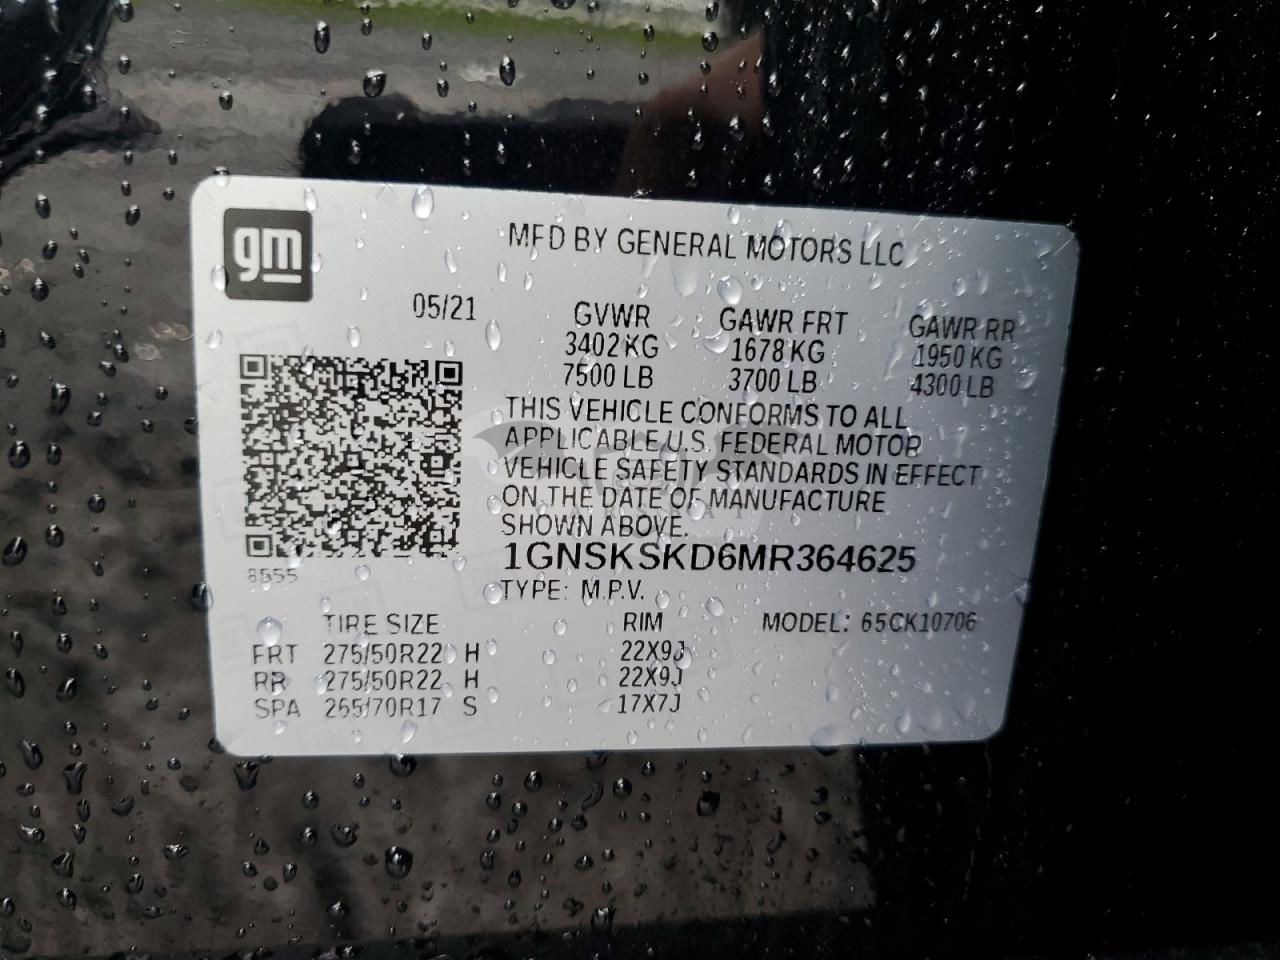 gm
MFD BY GENERAL MOTORS LLC
05/21
GVWR GAWR FRT GAWR RR
3402 KG 1678 KG 1950 KG
7500 LB 3700 LB 4300 LB
THIS VEHICLE CONFORMS TO ALL
APPLICABLE U.S. FEDERAL MOTOR
VEHICLE SAFETY STANDARDS IN EFFECT
ON THE DATE OF MANUFACTURE
SHOWN ABOVE.
1GNSKSKD6MR364625
8555
TYPE: M.P.V.
TIRE SIZE RIM MODEL: 65CK10706
FRT 275/50R22 H 22X9J
RR 275/50R22 H 22X9J
SPA 265/70R17 S 17X7J